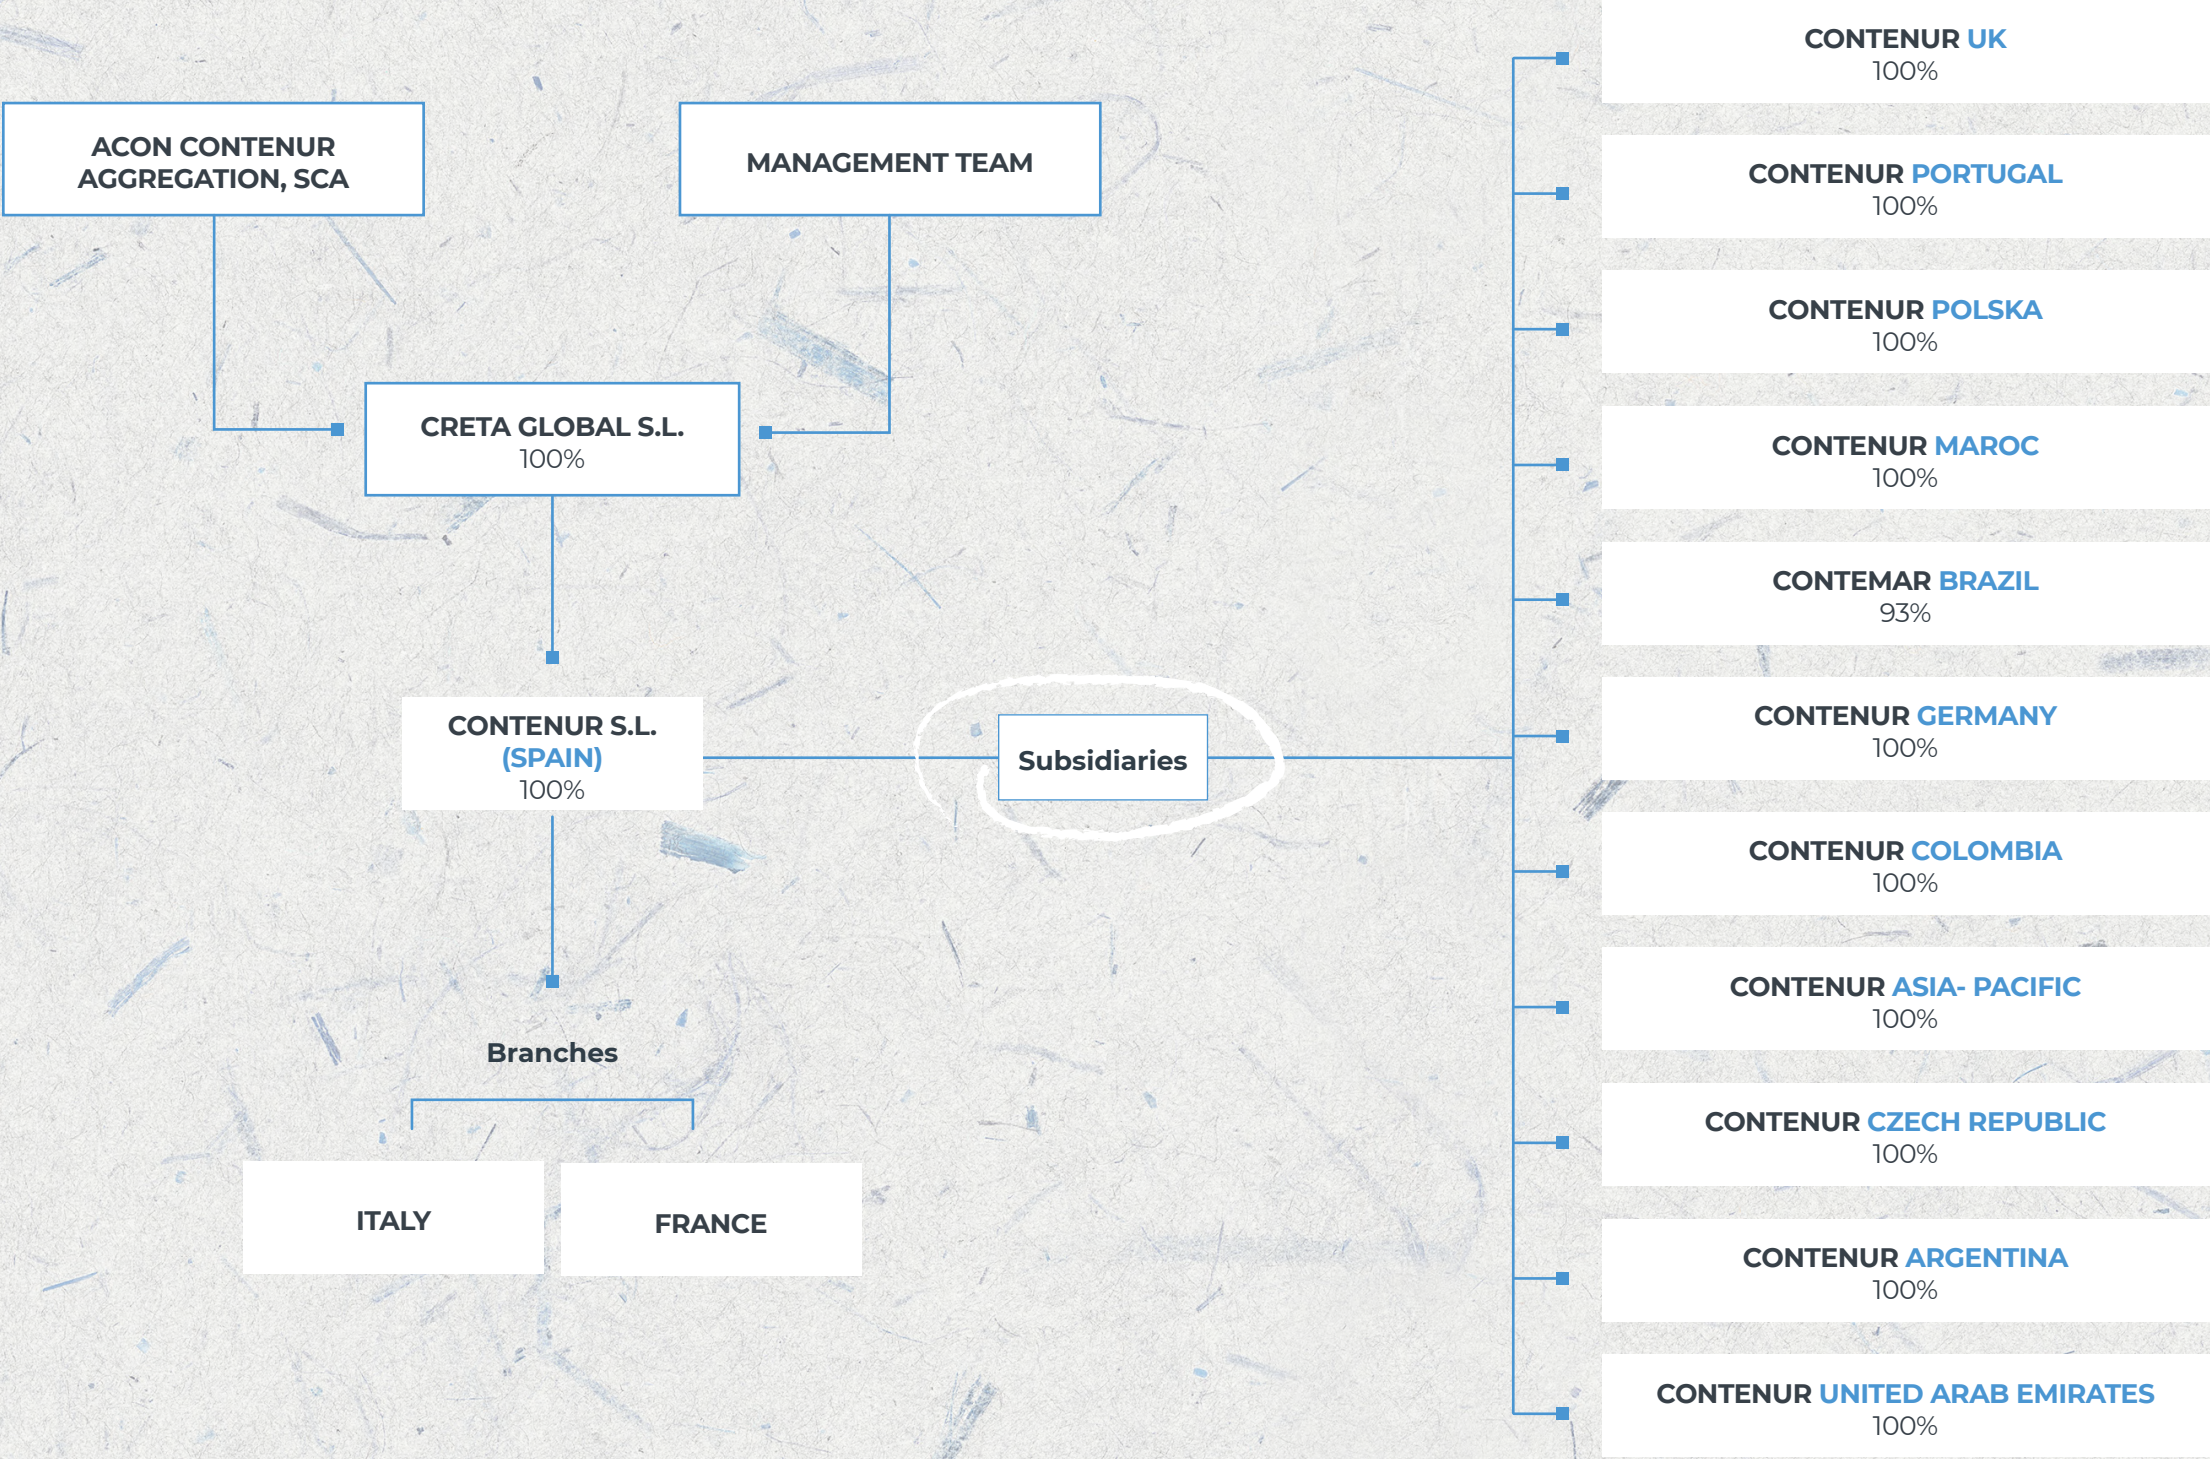 ACON CONTENUR
AGGREGATION, SCA
MANAGEMENT TEAM
CRETA GLOBAL S.L.
100%
CONTENUR S.L.
(SPAIN)
100%
Subsidiaries
Branches
ITALY
FRANCE
CONTENUR UK
100%
CONTENUR PORTUGAL
100%
CONTENUR POLSKA
100%
CONTENUR MAROC
100%
CONTEMAR BRAZIL
93%
CONTENUR GERMANY
100%
CONTENUR COLOMBIA
100%
CONTENUR ASIA- PACIFIC
100%
CONTENUR CZECH REPUBLIC
100%
CONTENUR ARGENTINA
100%
CONTENUR UNITED ARAB EMIRATES
100%